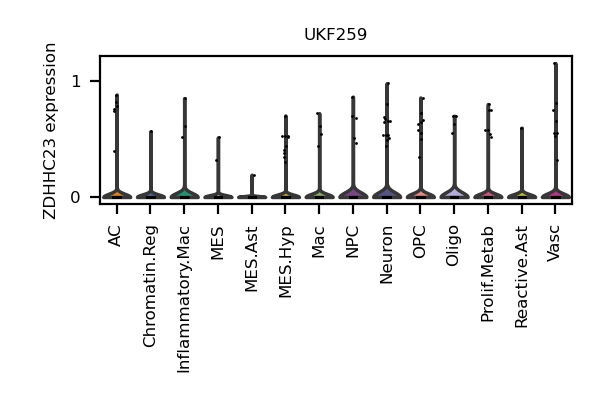 UKF259
ZDHHC23 expression
1
0
AC
Chromatin.Reg
Inflammatory.Mac
MES
MES.Ast
MES.Hyp
Mac
NPC
Neuron
OPC
Oligo
Prolif.Metab
Reactive.Ast
Vasc